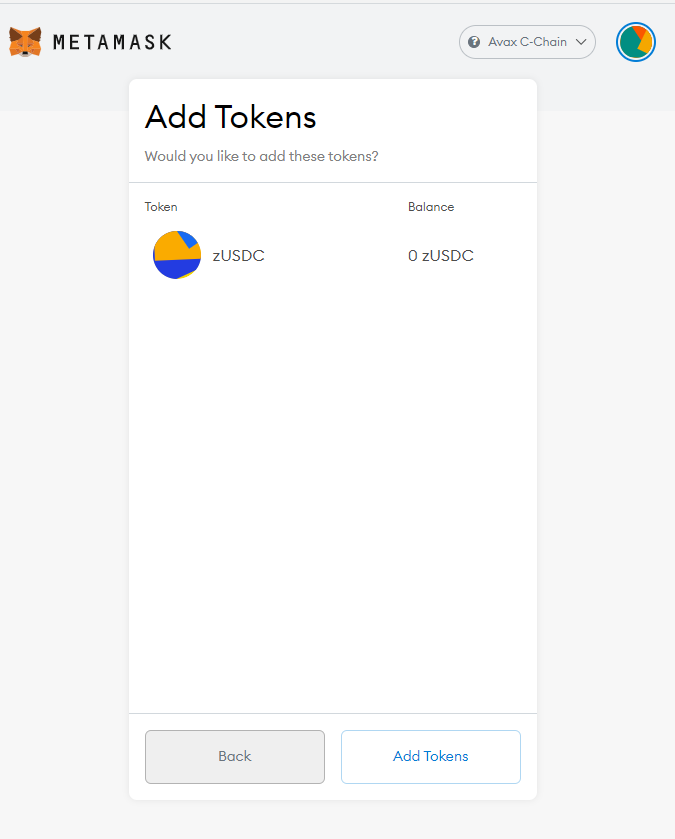 METAMASK
Avax C-Chain
Add Tokens
Would you like to add these tokens?
Token Balance
zUSDC 0 zUSDC
Back Add Tokens